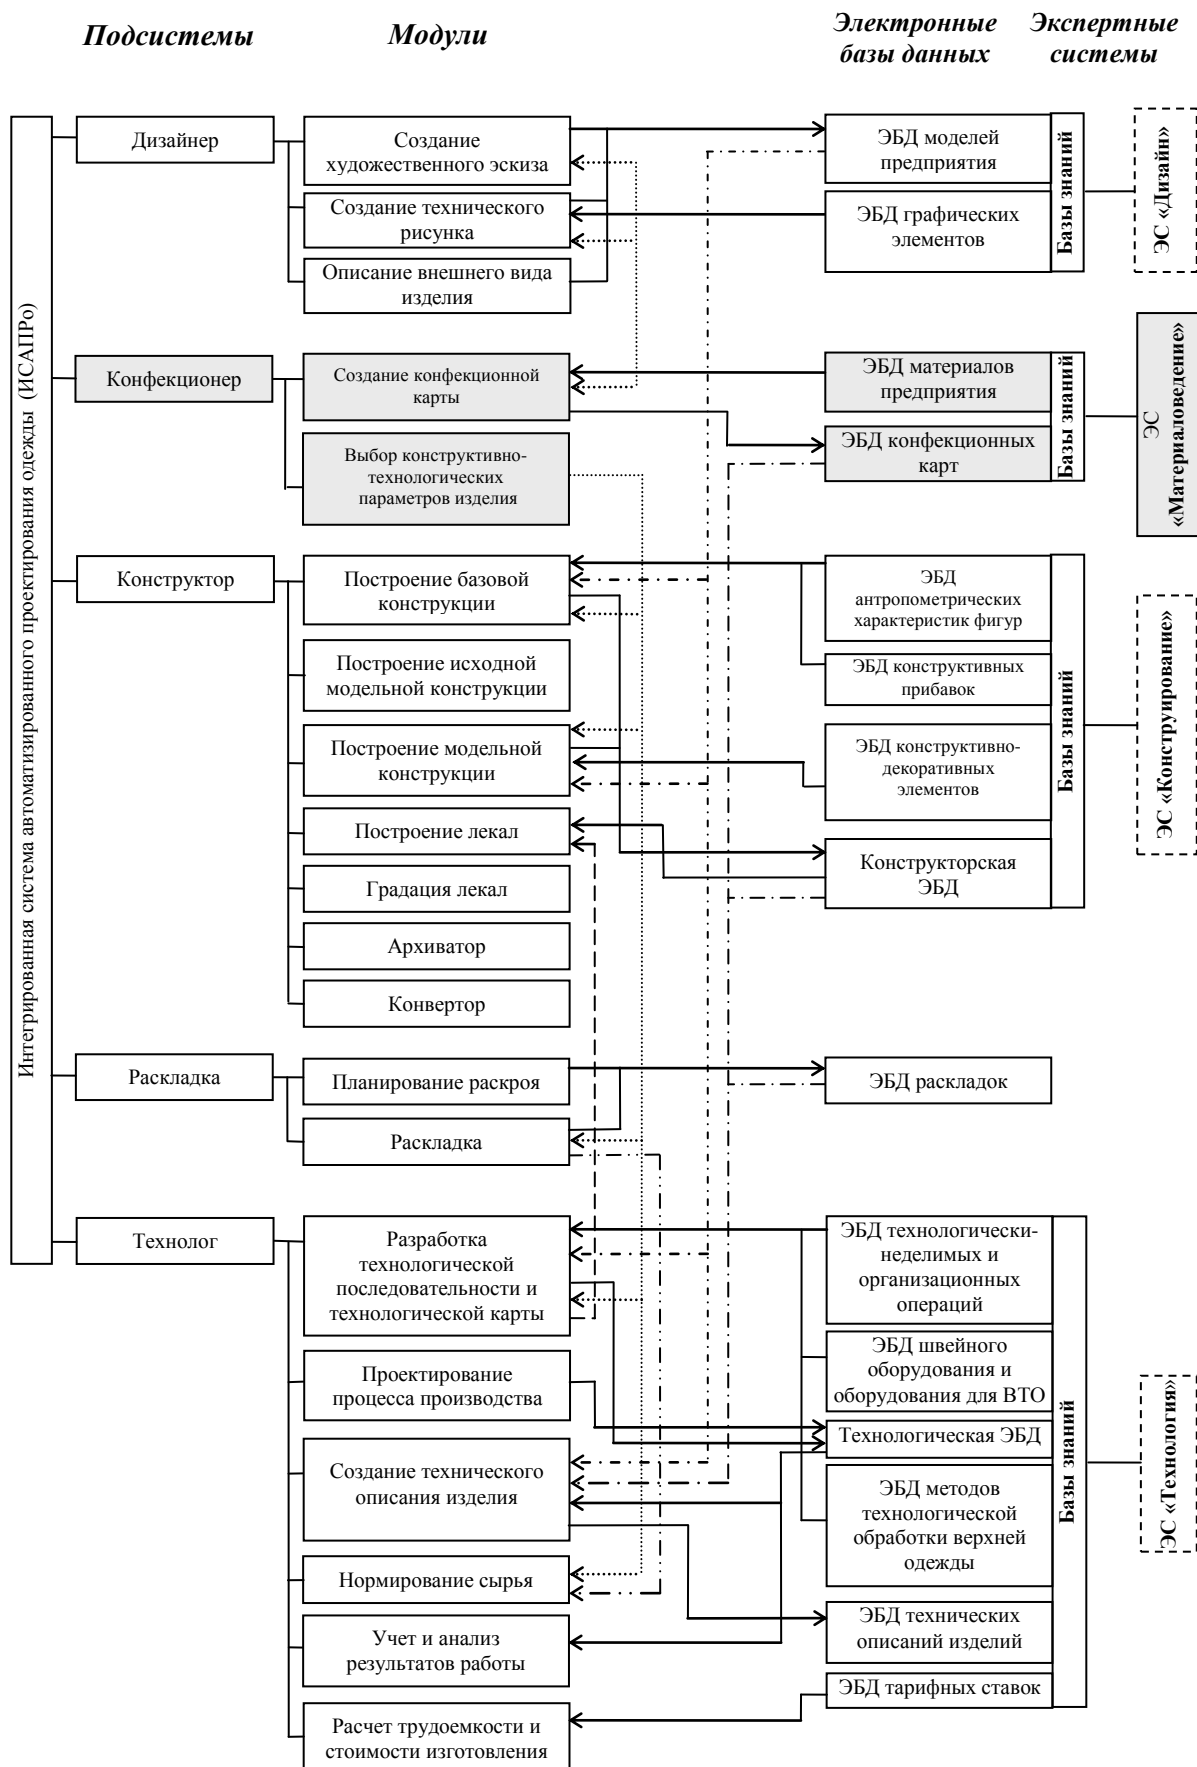 Подсистемы
Модули
Электронные
базы данных
Экспертные
системы
Интегрированная система автоматизированного проектирования одежды (ИСАПРо)
Дизайнер
Создание
художественного эскиза
Создание технического
рисунка
Описание внешнего вида
изделия
ЭБД моделей
предприятия
ЭБД графических
элементов
Базы знаний
ЭС «Дизайн»
Конфекционер
Создание конфекционной
карты
Выбор конструктивно-
технологических
параметров изделия
ЭБД материалов
предприятия
ЭБД конфекционных
карт
Базы знаний
ЭС
«Материаловедение»
Конструктор
Построение базовой
конструкции
Построение исходной
модельной конструкции
Построение модельной
конструкции
Построение лекал
Градация лекал
Архиватор
Конвертор
ЭБД
антропометрических
характеристик фигур
ЭБД конструктивных
прибавок
ЭБД конструктивно-
декоративных
элементов
Конструкторская
ЭБД
Базы знаний
ЭС «Конструирование»
Раскладка
Планирование раскроя
Раскладка
ЭБД раскладок
Технолог
Разработка
технологической
последовательности и
технологической карты
Проектирование
процесса производства
Создание технического
описания изделия
Нормирование сырья
Учет и анализ
результатов работы
Расчет трудоемкости и
стоимости изготовления
ЭБД технологически-
неделимых и
организационных
операций
ЭБД швейного
оборудования и
оборудования для ВТО
Технологическая ЭБД
ЭБД методов
технологической
обработки верхней
одежды
ЭБД технических
описаний изделий
ЭБД тарифных ставок
Базы знаний
ЭС «Технология»